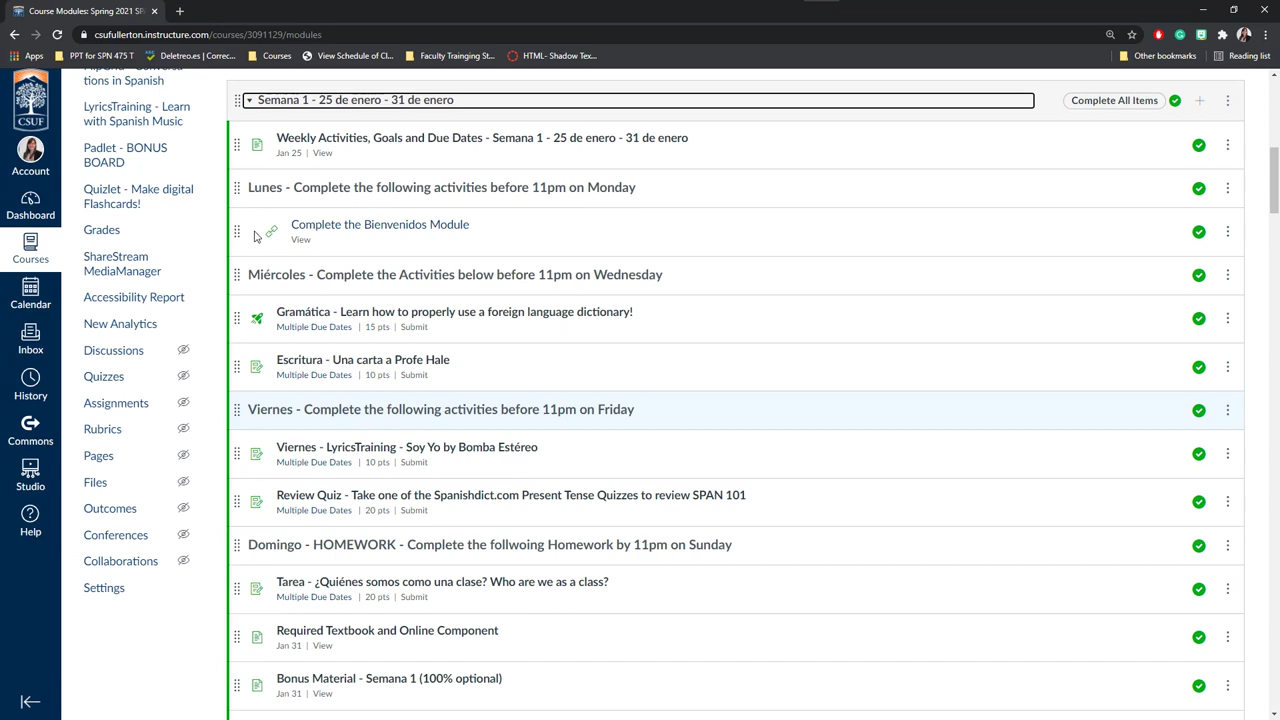 Course Modules: Spring 2021 SP
csufullerton.instructure.com/courses/3091129/modules
Apps
PPT for SPN 475 T
Deletreo.es | Correc...
Courses
View Schedule of Cl...
Faculty Trainging St...
HTML- Shadow Tex...
Other bookmarks
Reading list
CSUF
Account
Dashboard
Courses
Calendar
Inbox
History
Commons
Studio
Help
tions in Spanish
LyricsTraining - Learn
with Spanish Music
Padlet - BONUS
BOARD
Quizlet - Make digital
Flashcards!
Grades
ShareStream
MediaManager
Accessibility Report
New Analytics
Discussions
Quizzes
Assignments
Rubrics
Pages
Files
Outcomes
Conferences
Collaborations
Settings
Semana 1 - 25 de enero - 31 de enero
Complete All Items
Weekly Activities, Goals and Due Dates - Semana 1 - 25 de enero - 31 de enero
Jan 25 | View
Lunes - Complete the following activities before 11pm on Monday
Complete the Bienvenidos Module
View
Miércoles - Complete the Activities below before 11pm on Wednesday
Gramática - Learn how to properly use a foreign language dictionary!
Multiple Due Dates | 15 pts | Submit
Escritura - Una carta a Profe Hale
Multiple Due Dates | 10 pts | Submit
Viernes - Complete the following activities before 11pm on Friday
Viernes - LyricsTraining - Soy Yo by Bomba Estéreo
Multiple Due Dates | 10 pts | Submit
Review Quiz - Take one of the Spanishdict.com Present Tense Quizzes to review SPAN 101
Multiple Due Dates | 20 pts | Submit
Domingo - HOMEWORK - Complete the follwoing Homework by 11pm on Sunday
Tarea - ¿Quiénes somos como una clase? Who are we as a class?
Multiple Due Dates | 20 pts | Submit
Required Textbook and Online Component
Jan 31 | View
Bonus Material - Semana 1 (100% optional)
Jan 31 | View